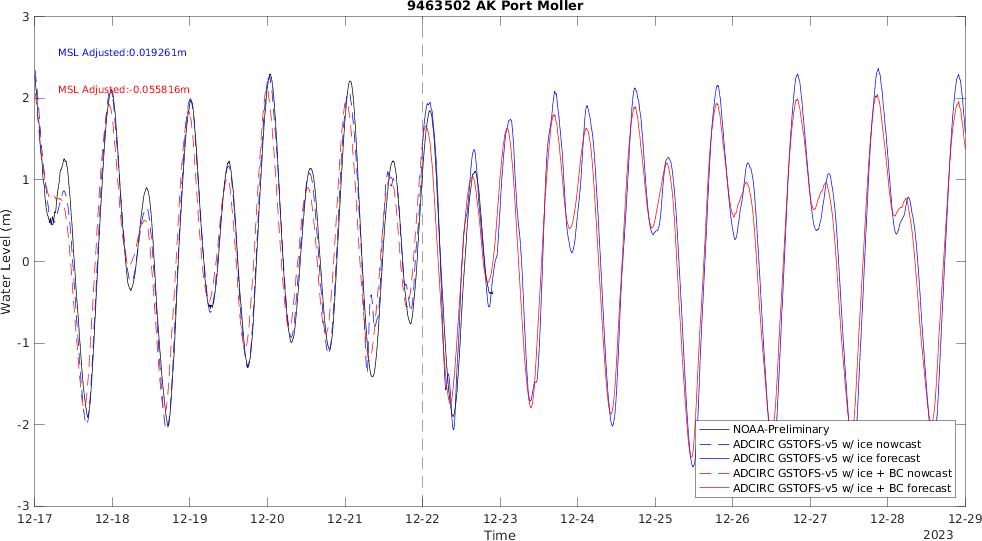 9463502 AK Port Moller
MSL Adjusted:0.019261m
MSL Adjusted:-0.055816m
Water Level (m)
3
2
1
0
-1
-2
-3
NOAA-Preliminary
ADCIRC GSTOFS-v5 w/ ice nowcast
ADCIRC GSTOFS-v5 w/ ice forecast
ADCIRC GSTOFS-v5 w/ ice + BC nowcast
ADCIRC GSTOFS-v5 w/ ice + BC forecast
12-17 12-18 12-19 12-20 12-21 12-22 12-23 12-24 12-25 12-26 12-27 12-28 12-29
Time
2023